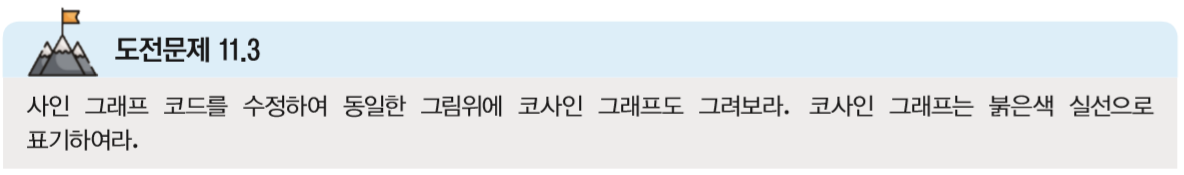 도전문제 11.3
사인 그래프 코드를 수정하여 동일한 그림위에 코사인 그래프도 그려보라. 코사인 그래프는 붉은색 실선으로
표기하여라.